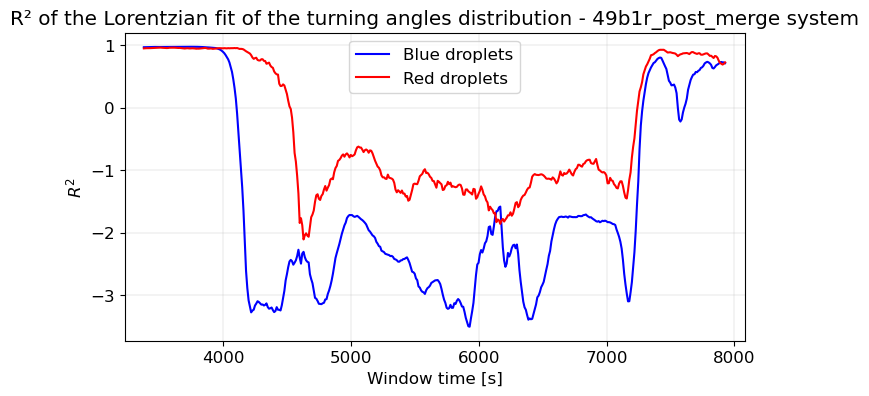 R² of the Lorentzian fit of the turning angles distribution - 49b1r_post_merge system
Blue droplets
Red droplets
1
0
−1
−2
−3
R²
4000 5000 6000 7000 8000
Window time [s]